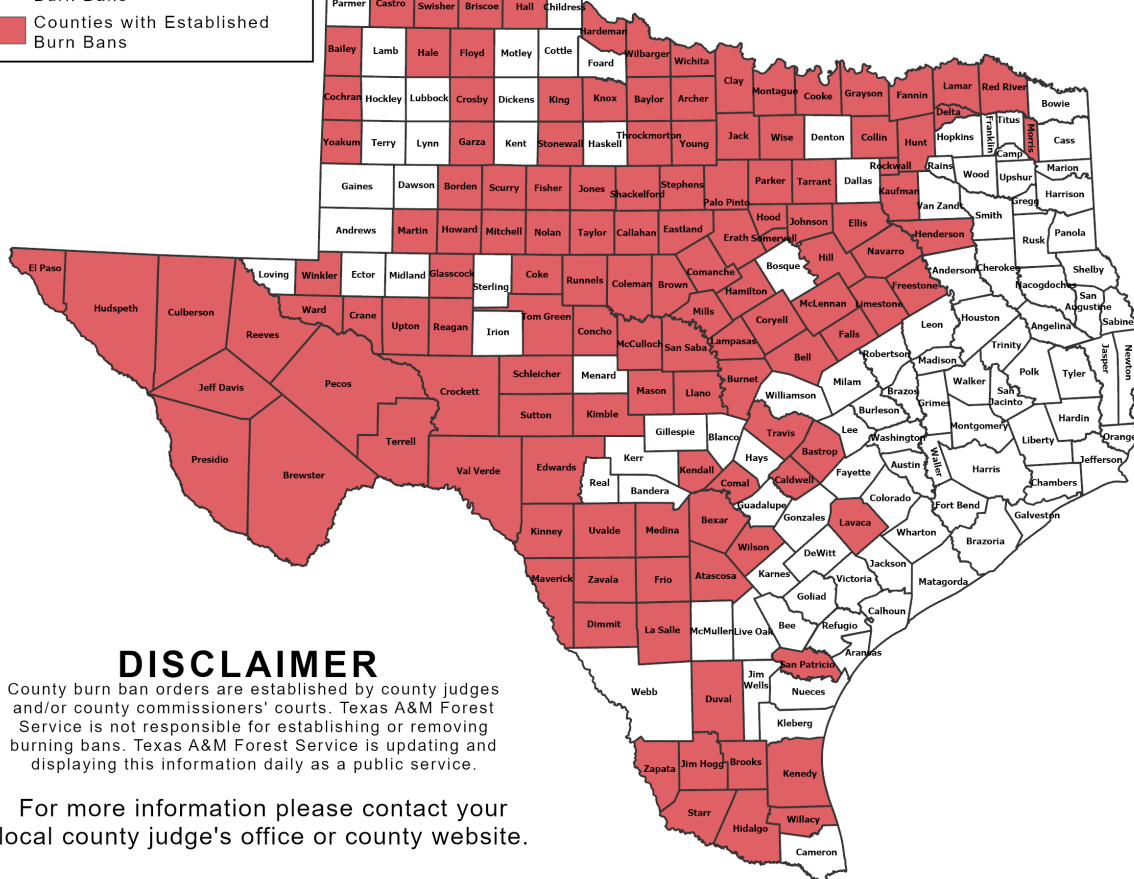 Burn Bans
Counties with Established
Burn Bans
Parmer Castro Swisher Briscoe Hall Childress
Hardeman
Bailey Lamb Hale Floyd Motley Cottle Foard Wilbarger Wichita
Cochran Hockley Lubbock Crosby Dickens King Knox Baylor Archer Clay Montague Cooke Grayson Fannin Lamar Red River Bowie
Delta
Yoakum Terry Lynn Garza Kent Stonewall Haskell Throckmorton Young Jack Wise Denton Collin Hunt Hopkins Franklin Titus Morris Cass
Camp
Rockwall Rains Wood Upshur Marion
Gaines Dawson Borden Scurry Fisher Jones Shackelford Stephens Palo Pinto Parker Tarrant Dallas Kaufman Van Zandt Smith Gregg Harrison
Andrews Martin Howard Mitchell Nolan Taylor Callahan Eastland Erath Hood Somervell Johnson Ellis Henderson Rusk Panola
El Paso Loving Winkler Ector Midland Glasscock Sterling Coke Runnels Coleman Brown Comanche Hamilton Bosque Hill Navarro Freestone Anderson Cherokee Nacogdoches Shelby
San
Augustine
Sabine
Hudspeth Culberson Reeves Ward Crane Upton Reagan Irion Tom Green Concho McCulloch San Saba Mills Lampasas Coryell McLennan Limestone Falls Leon Houston Angelina
Trinity
Jeff Davis Pecos Crockett Schleicher Menard Mason Llano Burnet Bell Milam Robertson Madison Walker Polk Tyler Jasper Newton
San
Jacinto
Sutton Kimble Williamson Burleson Brazos Grimes Montgomery Liberty Hardin Orange
Presidio Brewster Terrell Val Verde Edwards Gillespie Blanco Travis Lee Washington Waller Harris Jefferson
Kerr Hays Bastrop Austin Chambers
Real Bandera Kendall Comal Caldwell Fayette Colorado Fort Bend Galveston
Kinney Uvalde Medina Bexar Guadalupe Gonzales Lavaca Wharton Brazoria
Wilson DeWitt Jackson Matagorda
Maverick Zavala Frio Atascosa Karnes Victoria
Goliad Calhoun
Dimmit La Salle McMullen Live Oak Bee Refugio
Aransas
San Patricio
Webb Duval Jim
Wells
Nueces
Kleberg
Zapata Jim Hogg Brooks Kenedy
Starr Hidalgo Willacy
Cameron
DISCLAIMER
County burn ban orders are established by county judges
and/or county commissioners' courts. Texas A&M Forest
Service is not responsible for establishing or removing
burning bans. Texas A&M Forest Service is updating and
displaying this information daily as a public service.
For more information please contact your
local county judge's office or county website.